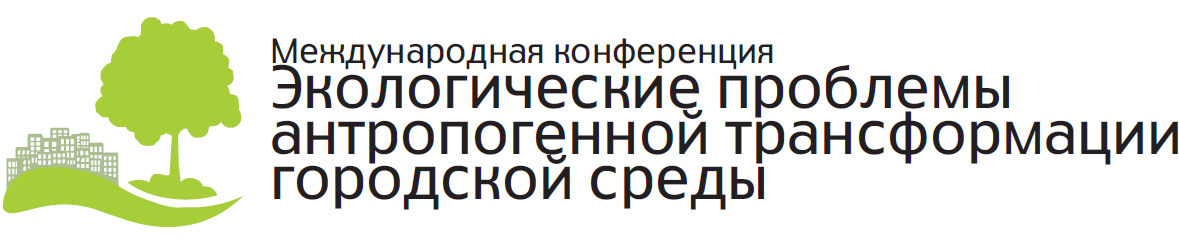 Международная конференция
Экологические проблемы
антропогенной трансформации
городской среды